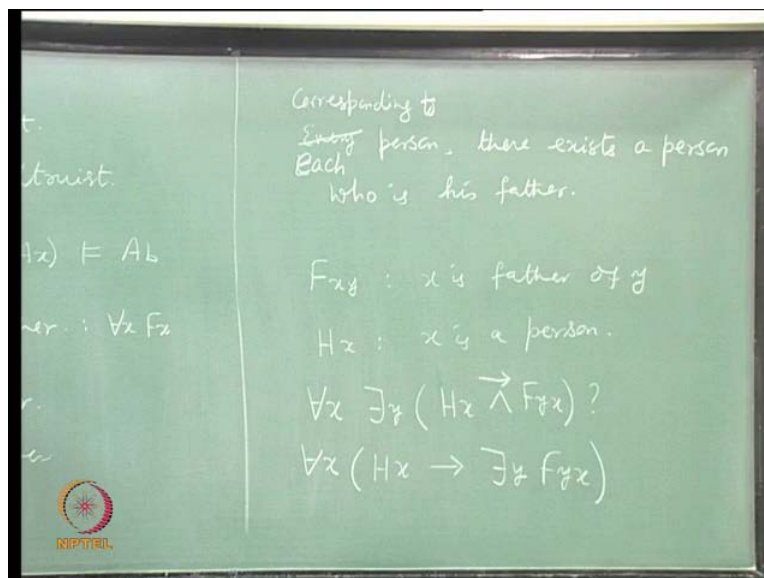 t.
ltruist.
Ax) ⊨ Ab
ner. : ∀x Fx
r.
er
Corresponding to
Every person, there exists a person
Each
who is his father.
Fxy : x is father of y
Hx : x is a person.
∀x ∃y (Hx →∧ Fyx) ?
∀x (Hx → ∃y Fyx)
NPTEL